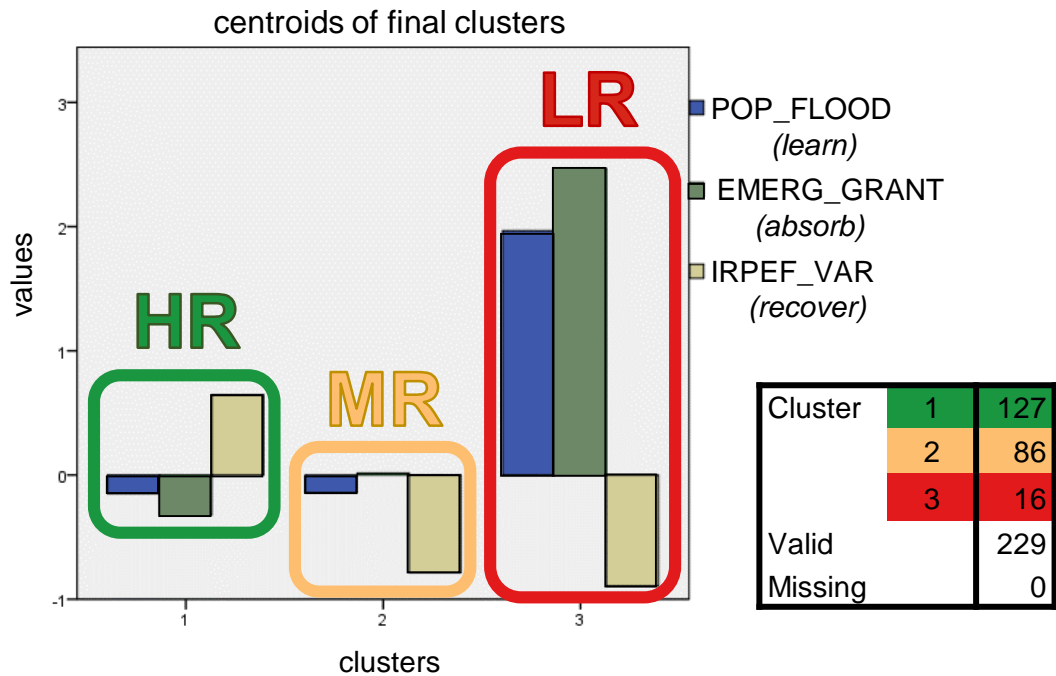 centroids of final clusters
3
2
1
0
-1
values
HR
MR
LR
1
2
3
clusters
POP_FLOOD
(learn)
EMERG_GRANT
(absorb)
IRPEF_VAR
(recover)
Cluster 1 127
2 86
3 16
Valid 229
Missing 0